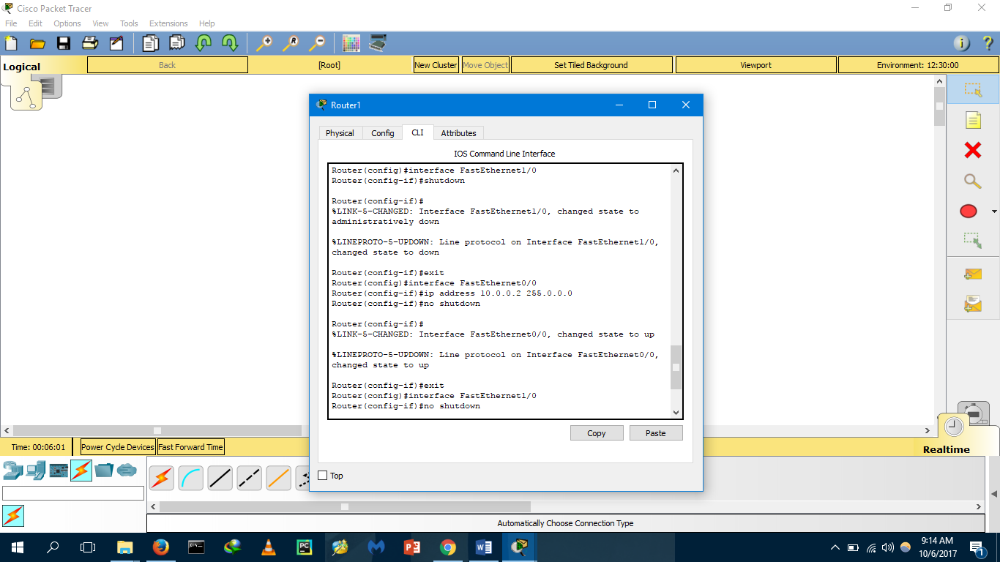 Cisco Packet Tracer
File Edit Options View Tools Extensions Help
Logical
Back
[Root]
New Cluster
Move Object
Set Tiled Background
Viewport
Environment: 12:30:00
Router1
Physical Config CLI Attributes
IOS Command Line Interface
Router(config)#interface FastEthernet1/0
Router(config-if)#shutdown
Router(config-if)#
%LINK-5-CHANGED: Interface FastEthernet1/0, changed state to
administratively down
%LINEPROTO-5-UPDOWN: Line protocol on Interface FastEthernet1/0,
changed state to down
Router(config-if)#exit
Router(config)#interface FastEthernet0/0
Router(config-if)#ip address 10.0.0.2 255.0.0.0
Router(config-if)#no shutdown
Router(config-if)#
%LINK-5-CHANGED: Interface FastEthernet0/0, changed state to up
%LINEPROTO-5-UPDOWN: Line protocol on Interface FastEthernet0/0,
changed state to up
Router(config-if)#exit
Router(config)#interface FastEthernet1/0
Router(config-if)#no shutdown
Copy
Paste
Top
Time: 00:06:01
Power Cycle Devices
Fast Forward Time
Realtime
Automatically Choose Connection Type
9:14 AM
10/6/2017